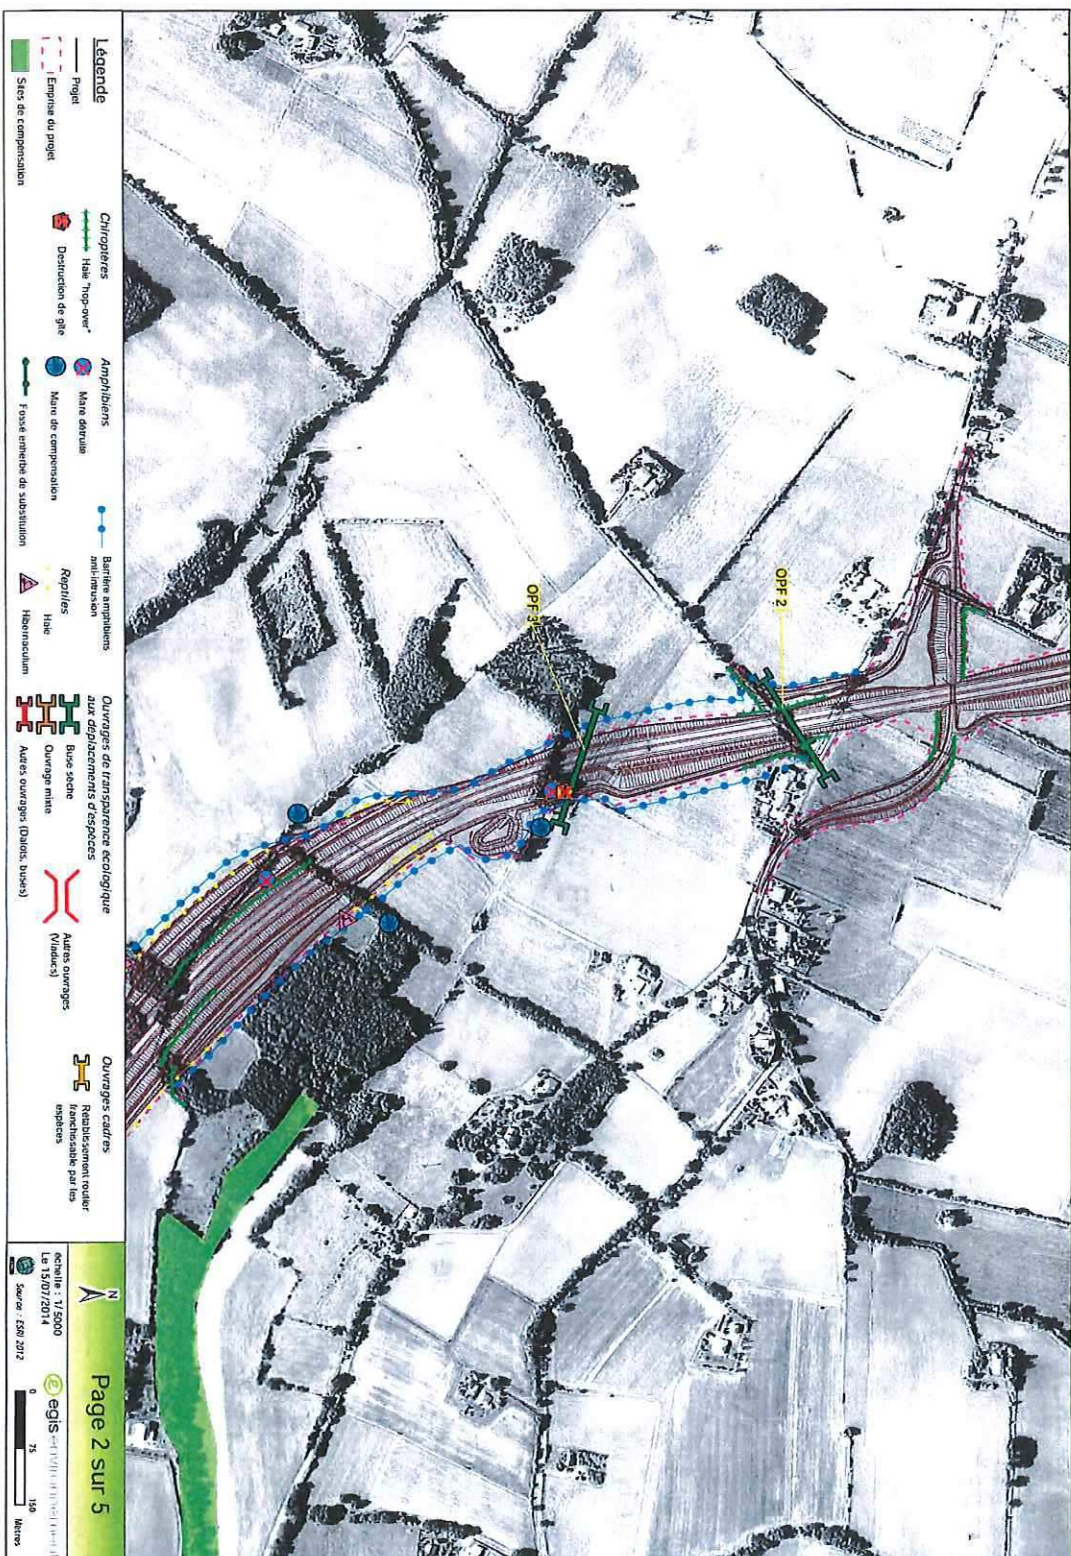 OPF 2
OPF 3
Légende
Projet
Emprise du projet
Sites de compensation
Chiroptères
Haie "hop-over"
Destruction de gîte
Amphibiens
Mare détruite
Mare de compensation
Fossé enherbé de substitution
Barrière amphibiens
anti-intrusion
Reptiles
Haie
Hibernaculum
Ouvrages de transparence écologique
aux déplacements d'espèces
Buse sèche
Ouvrage mixte
Autres ouvrages (Dalots, buses)
Autres ouvrages
(Viaducs)
Ouvrages cadres
Rétablissement routier
franchissable par les
espèces
N
Page 2 sur 5
échelle : 1/ 5000
Le 15/07/2014
egis environnement
Source : ESRI 2012
0 75 150 Mètres